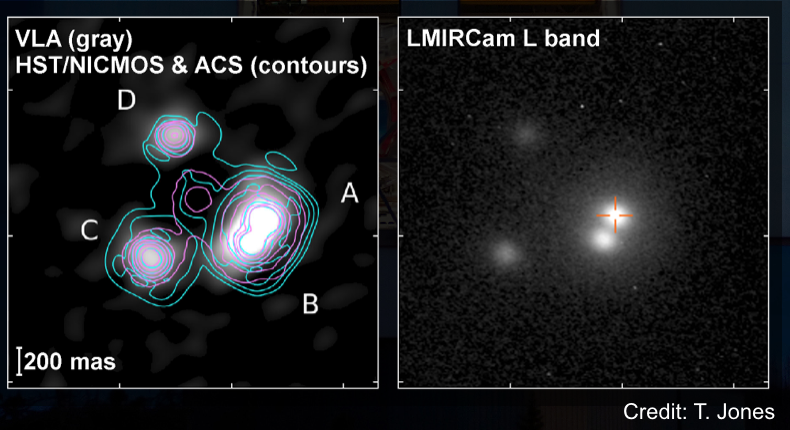 VLA (gray)
HST/NICMOS & ACS (contours)
D
A
C
B
200 mas
LMIRCam L band
Credit: T. Jones